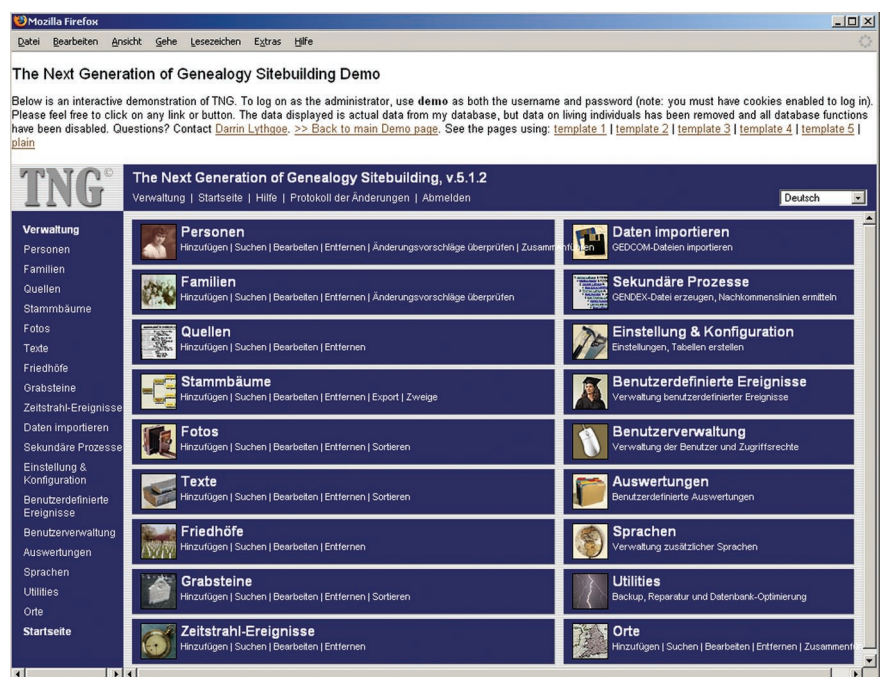 Mozilla Firefox
Datei Bearbeiten Ansicht Gehe Lesezeichen Extras Hilfe
The Next Generation of Genealogy Sitebuilding Demo
Below is an interactive demonstration of TNG. To log on as the administrator, use demo as both the username
and password (note: you must have cookies enabled to log in).
Please feel free to click on any link or button. The data displayed is actual data from my database, but data on
living individuals has been removed and all database functions
have been disabled. Questions? Contact Darrin Lythgoe. >> Back to main Demo page. See the pages using: template 1 | template 2 | template 3 | template 4 | template 5 |
plain
TNG©
The Next Generation of Genealogy Sitebuilding, v.5.1.2
Verwaltung | Startseite | Hilfe | Protokoll der Änderungen | Abmelden
Deutsch
Verwaltung
Personen
Familien
Quellen
Stammbäume
Fotos
Texte
Friedhöfe
Grabsteine
Zeitstrahl-Ereignisse
Daten importieren
Sekundäre Prozesse
Einstellung &
Konfiguration
Benutzerdefinierte
Ereignisse
Benutzerverwaltung
Auswertungen
Sprachen
Utilities
Orte
Startseite
Personen
Hinzufügen | Suchen | Bearbeiten | Entfernen | Änderungsvorschläge überprüfen | Zusammenführen
Familien
Hinzufügen | Suchen | Bearbeiten | Entfernen | Änderungsvorschläge überprüfen
Quellen
Hinzufügen | Suchen | Bearbeiten | Entfernen
Stammbäume
Hinzufügen | Suchen | Bearbeiten | Entfernen | Export | Zweige
Fotos
Hinzufügen | Suchen | Bearbeiten | Entfernen | Sortieren
Texte
Hinzufügen | Suchen | Bearbeiten | Entfernen | Sortieren
Friedhöfe
Hinzufügen | Suchen | Bearbeiten | Entfernen
Grabsteine
Hinzufügen | Suchen | Bearbeiten | Entfernen | Sortieren
Zeitstrahl-Ereignisse
Hinzufügen | Suchen | Bearbeiten | Entfernen
Daten importieren
GEDCOM-Dateien importieren
Sekundäre Prozesse
GENDEX-Datei erzeugen, Nachkommenslinien ermitteln
Einstellung & Konfiguration
Einstellungen, Tabellen erstellen
Benutzerdefinierte Ereignisse
Verwaltung benutzerdefinierter Ereignisse
Benutzerverwaltung
Verwaltung der Benutzer und Zugriffsrechte
Auswertungen
Benutzerdefinierte Auswertungen
Sprachen
Verwaltung zusätzlicher Sprachen
Utilities
Backup, Reparatur und Datenbank-Optimierung
Orte
Hinzufügen | Suchen | Bearbeiten | Entfernen |